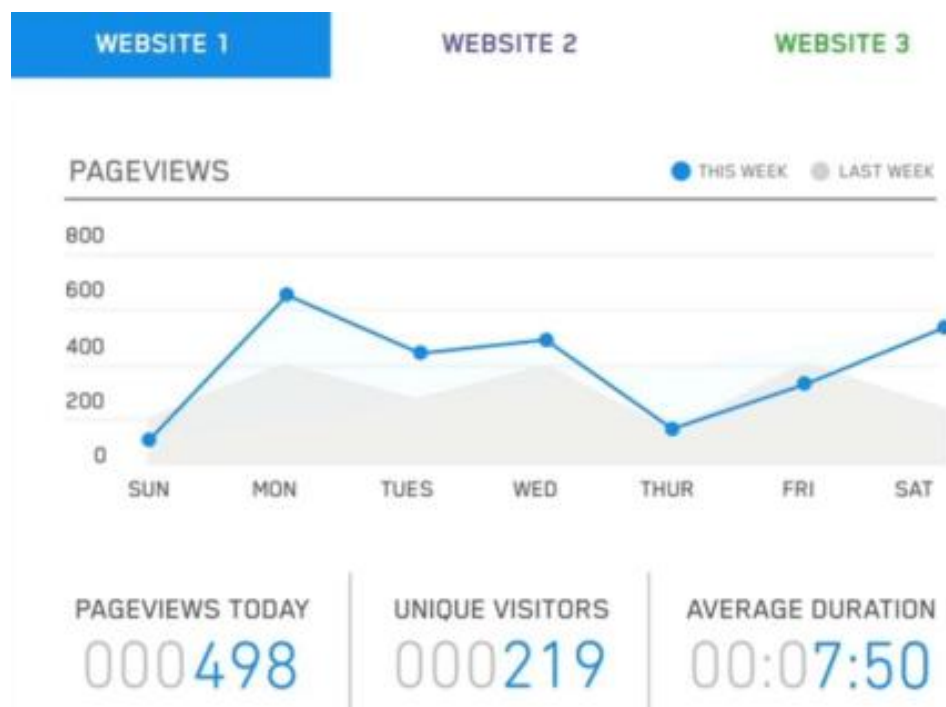 WEBSITE 1 WEBSITE 2 WEBSITE 3
PAGEVIEWS THIS WEEK LAST WEEK
800
600
400
200
0
SUN MON TUES WED THUR FRI SAT
PAGEVIEWS TODAY UNIQUE VISITORS AVERAGE DURATION
000498 000219 00:07:50